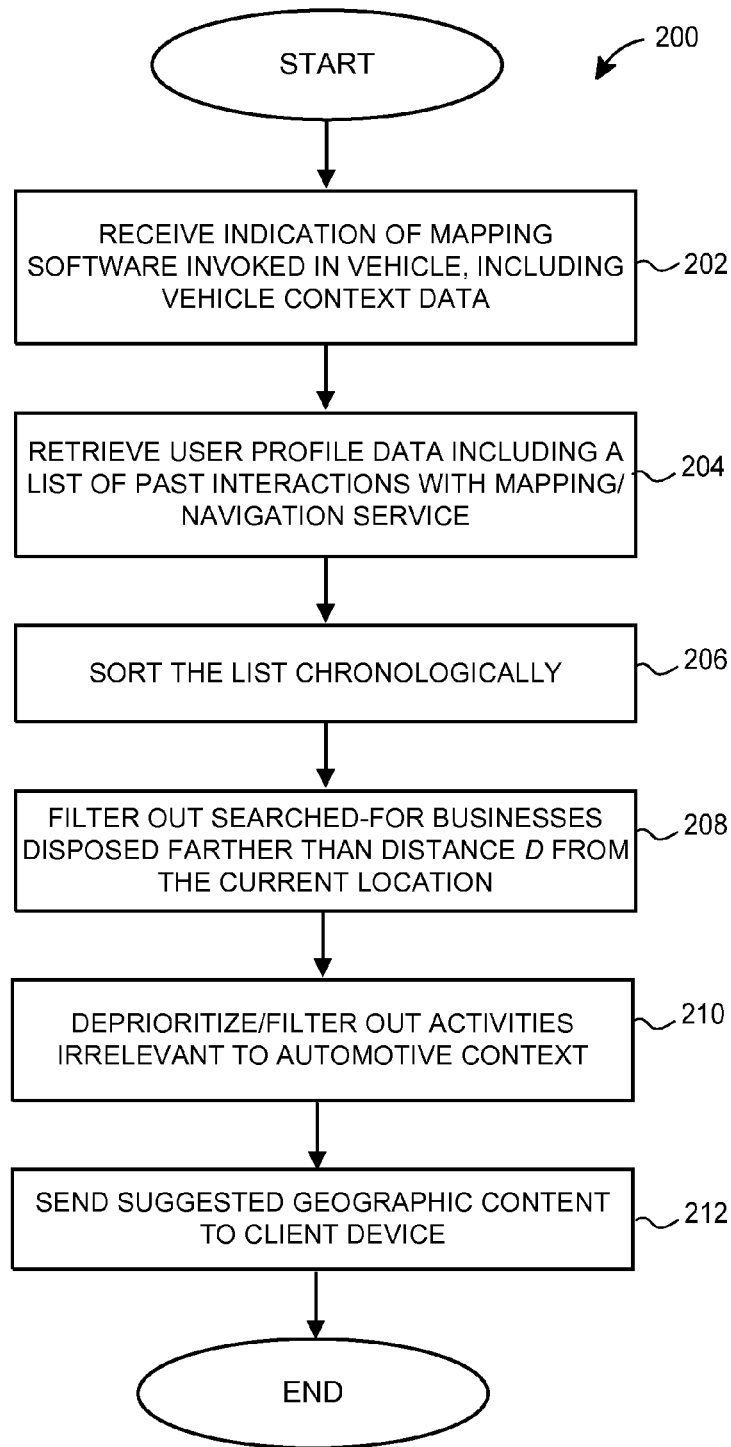 START
200
RECEIVE INDICATION OF MAPPING
SOFTWARE INVOKED IN VEHICLE, INCLUDING
VEHICLE CONTEXT DATA
202
RETRIEVE USER PROFILE DATA INCLUDING A
LIST OF PAST INTERACTIONS WITH MAPPING/
NAVIGATION SERVICE
204
SORT THE LIST CHRONOLOGICALLY
206
FILTER OUT SEARCHED-FOR BUSINESSES
DISPOSED FARTHER THAN DISTANCE D FROM
THE CURRENT LOCATION
208
DEPRIORITIZE/FILTER OUT ACTIVITIES
IRRELEVANT TO AUTOMOTIVE CONTEXT
210
SEND SUGGESTED GEOGRAPHIC CONTENT
TO CLIENT DEVICE
212
END